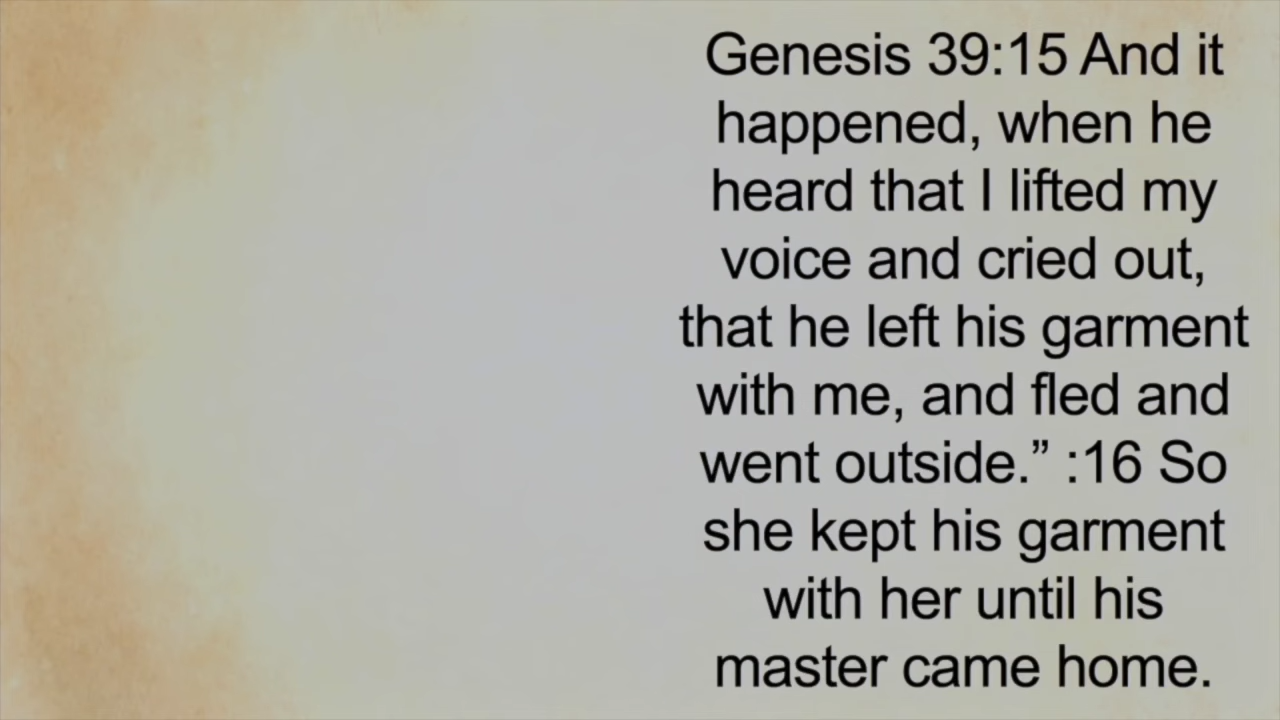 Genesis 39:15 And it
happened, when he
heard that I lifted my
voice and cried out,
that he left his garment
with me, and fled and
went outside.” :16 So
she kept his garment
with her until his
master came home.